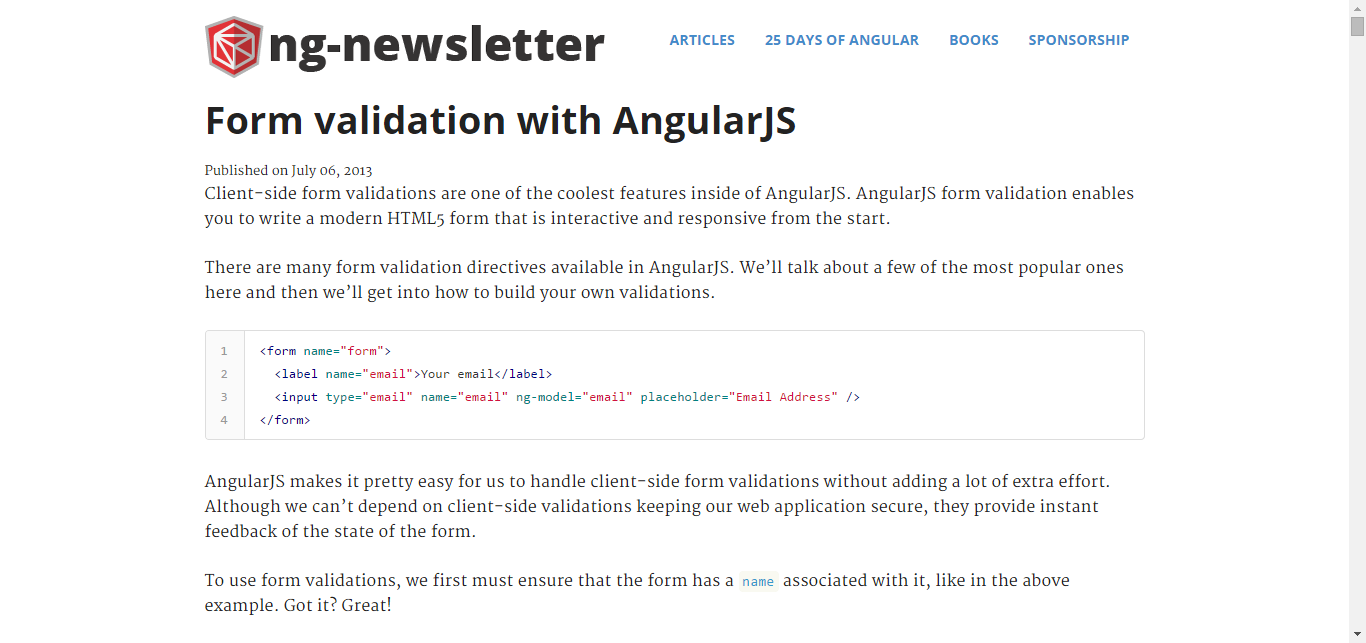 ng-newsletter
ARTICLES 25 DAYS OF ANGULAR BOOKS SPONSORSHIP
Form validation with AngularJS
Published on July 06, 2013
Client-side form validations are one of the coolest features inside of AngularJS. AngularJS form validation enables
you to write a modern HTML5 form that is interactive and responsive from the start.
There are many form validation directives available in AngularJS. We’ll talk about a few of the most popular ones
here and then we’ll get into how to build your own validations.
1 <form name="form">
2   <label name="email">Your email</label>
3   <input type="email" name="email" ng-model="email" placeholder="Email Address" />
4 </form>
AngularJS makes it pretty easy for us to handle client-side form validations without adding a lot of extra effort.
Although we can’t depend on client-side validations keeping our web application secure, they provide instant
feedback of the state of the form.
To use form validations, we first must ensure that the form has a name associated with it, like in the above
example. Got it? Great!